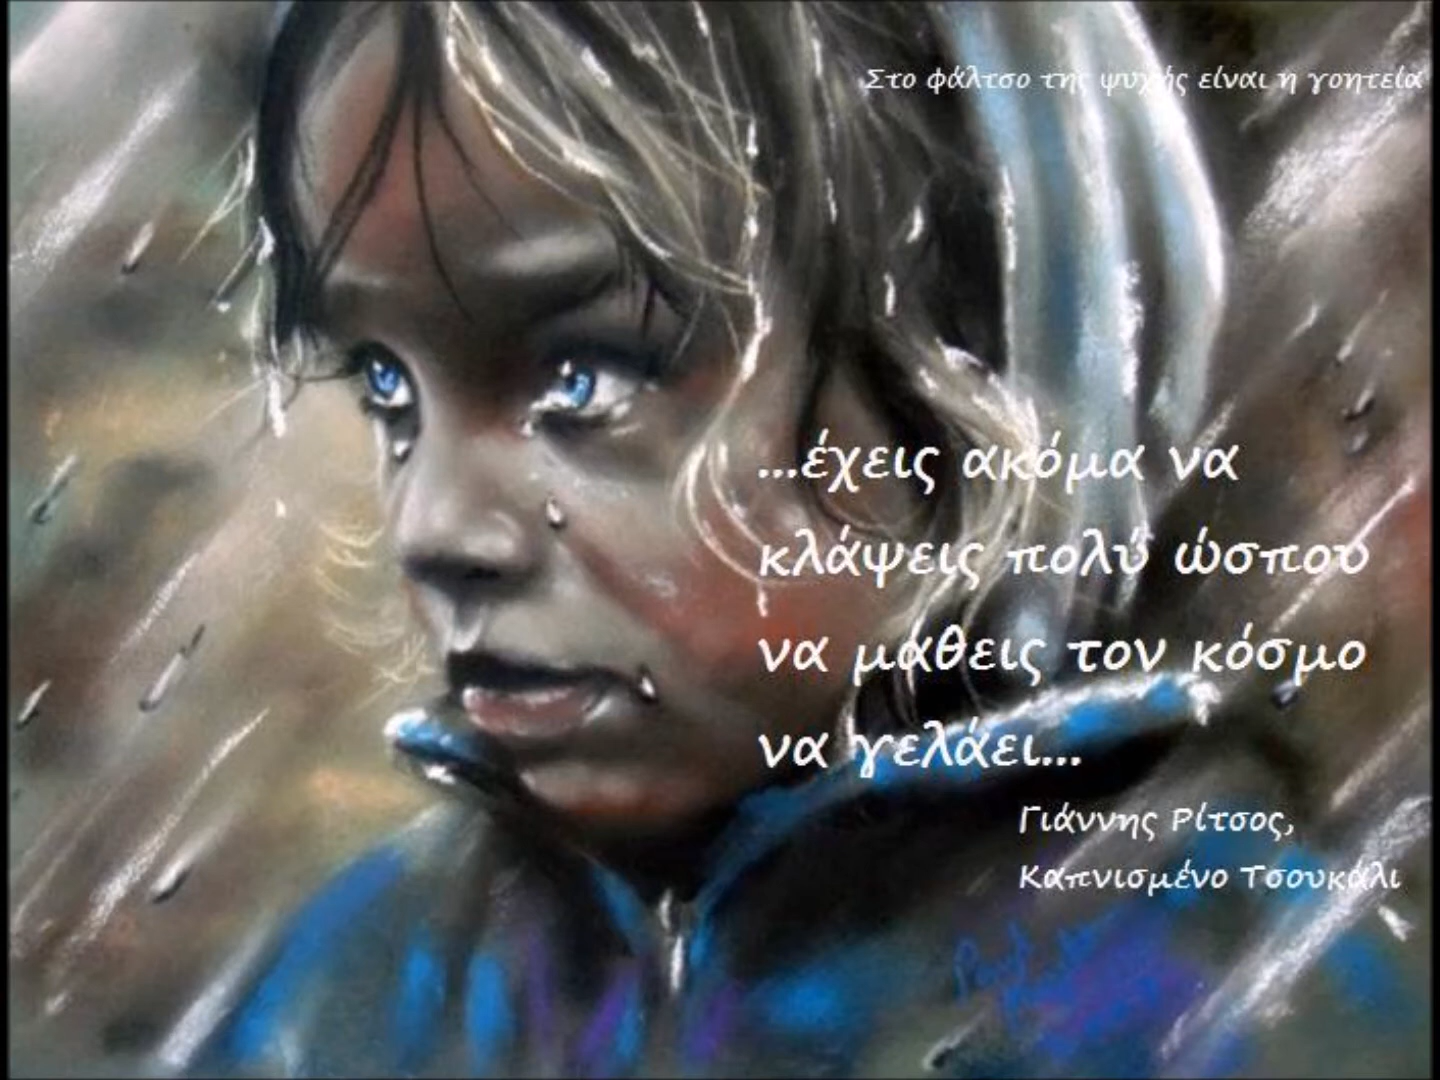 Στο φάλτσο της ψυχής είναι η γοητεία
...έχεις ακόμα να
κλάψεις πολύ ώσπου
να μαθεις τον κόσμο
να γελάει...
Γιάννης Ρίτσος,
Καπνισμένο Τσουκάλι